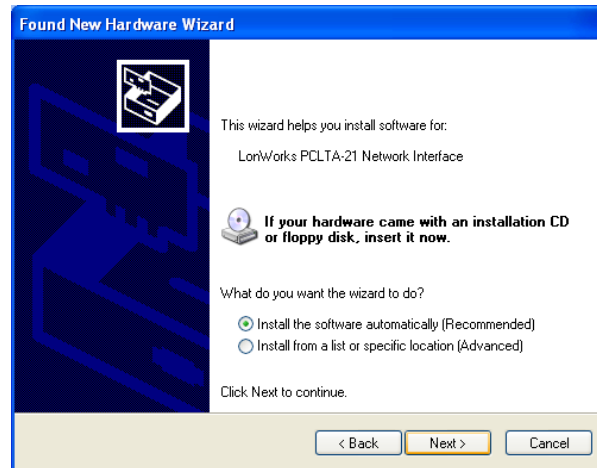 Found New Hardware Wizard
This wizard helps you install software for:
LonWorks PCLTA-21 Network Interface
If your hardware came with an installation CD
or floppy disk, insert it now.
What do you want the wizard to do?
Install the software automatically (Recommended)
Install from a list or specific location (Advanced)
Click Next to continue.
< Back
Next >
Cancel